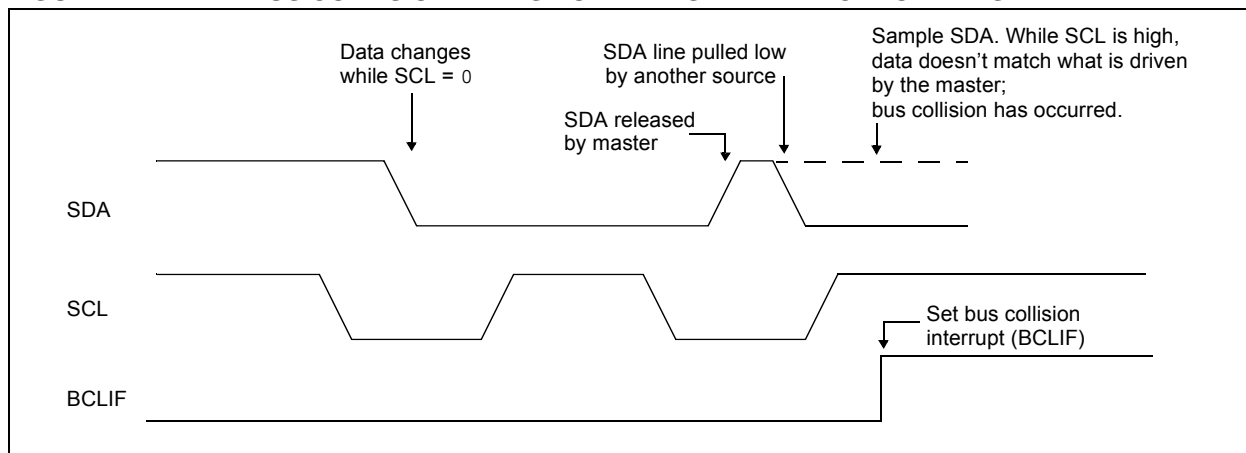 Data changes
while SCL = 0
SDA line pulled low
by another source
Sample SDA. While SCL is high,
data doesn't match what is driven
by the master;
bus collision has occurred.
SDA released
by master
SDA
SCL
Set bus collision
interrupt (BCLIF)
BCLIF